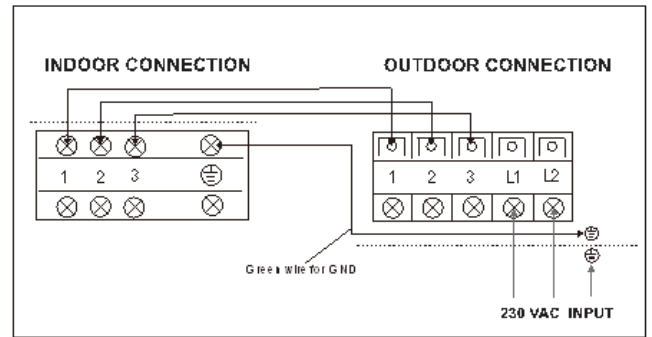 INDOOR CONNECTION
OUTDOOR CONNECTION
1 2 3
1 2 3 L1 L2
Green wire for GND
230 VAC INPUT